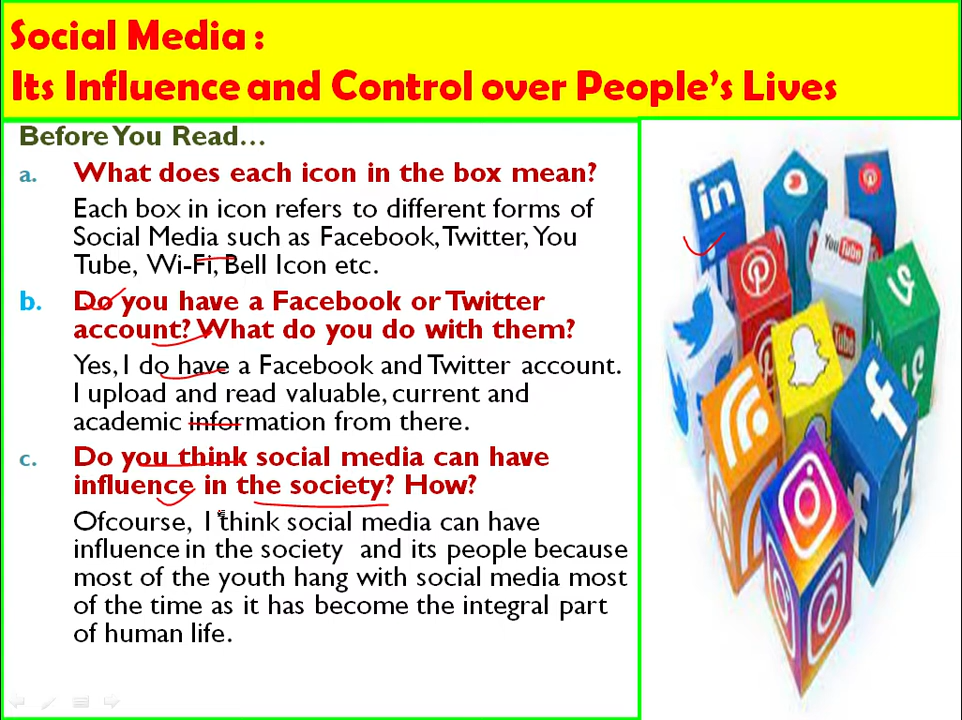 Social Media :
Its Influence and Control over People's Lives
Before You Read...
a. What does each icon in the box mean?
Each box in icon refers to different forms of
Social Media such as Facebook, Twitter, You
Tube, Wi-Fi, Bell Icon etc.
b. Do you have a Facebook or Twitter
account? What do you do with them?
Yes, I do have a Facebook and Twitter account.
I upload and read valuable, current and
academic information from there.
c. Do you think social media can have
influence in the society? How?
Ofcourse, I think social media can have
influence in the society and its people because
most of the youth hang with social media most
of the time as it has become the integral part
of human life.
in
You Tube
Tube
f
f
f